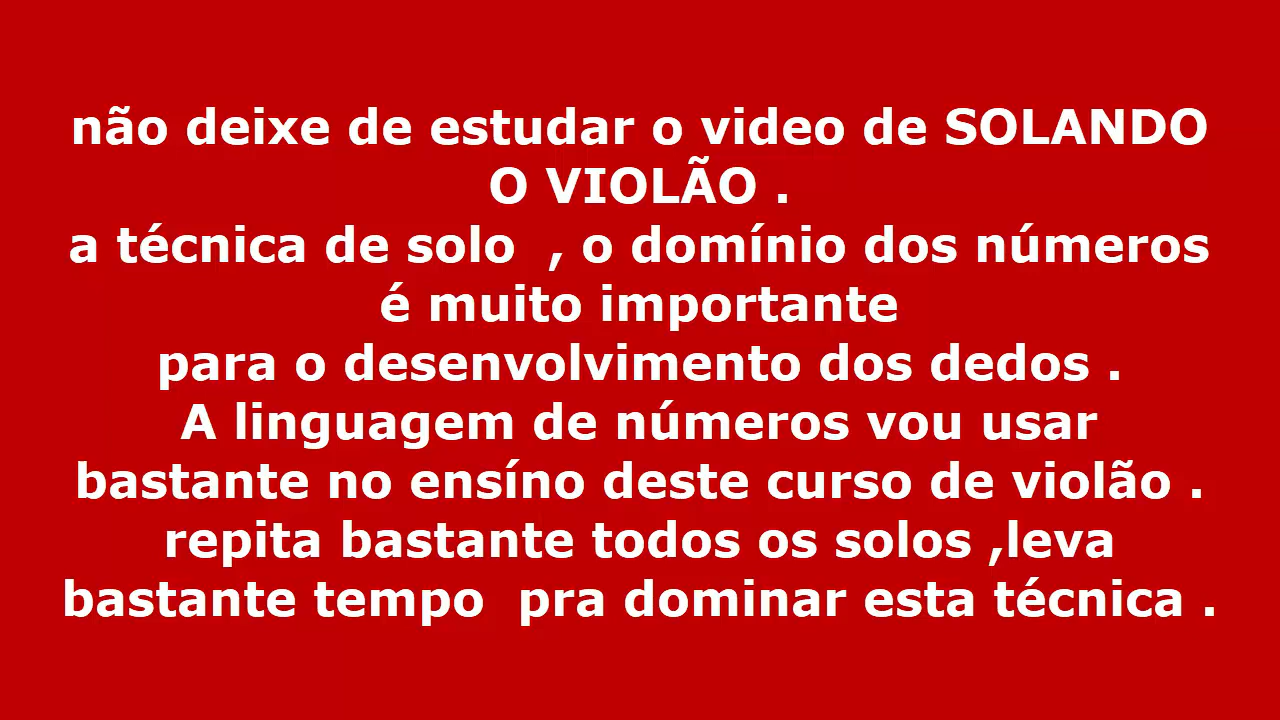 não deixe de estudar o video de SOLANDO
O VIOLÃO .
a técnica de solo  , o domínio dos números
é muito importante
para o desenvolvimento dos dedos .
A linguagem de números vou usar
bastante no ensíno deste curso de violão .
repita bastante todos os solos ,leva
bastante tempo  pra dominar esta técnica .